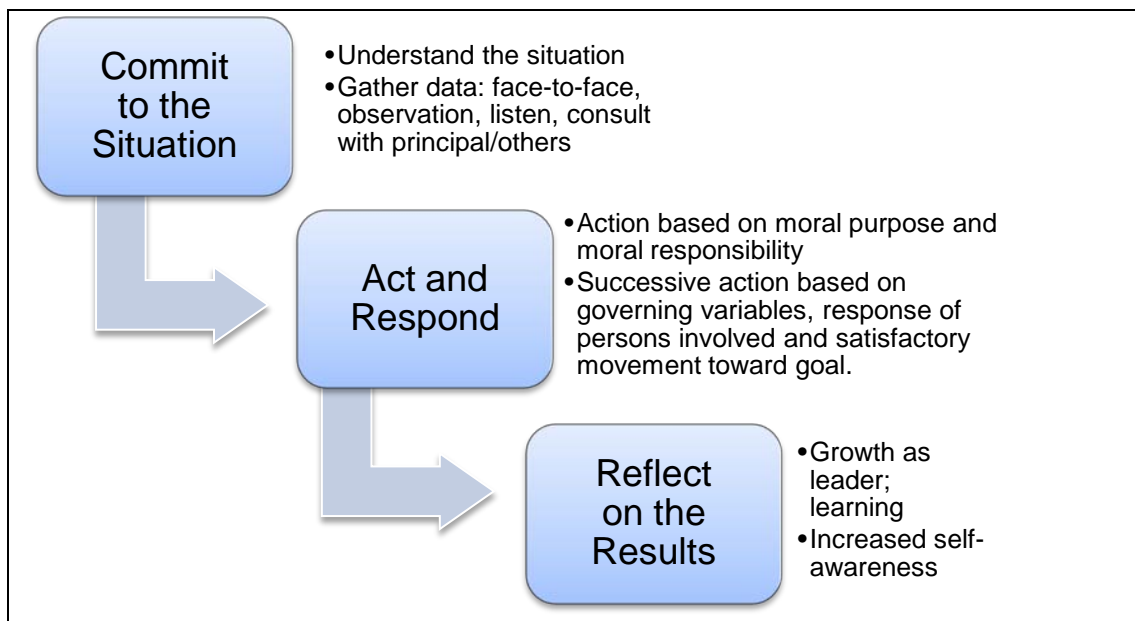 Commit
to the
Situation
•Understand the situation
•Gather data: face-to-face,
observation, listen, consult
with principal/others
Act and
Respond
•Action based on moral purpose and
moral responsibility
•Successive action based on
governing variables, response of
persons involved and satisfactory
movement toward goal.
Reflect
on the
Results
•Growth as
leader;
learning
•Increased self-
awareness